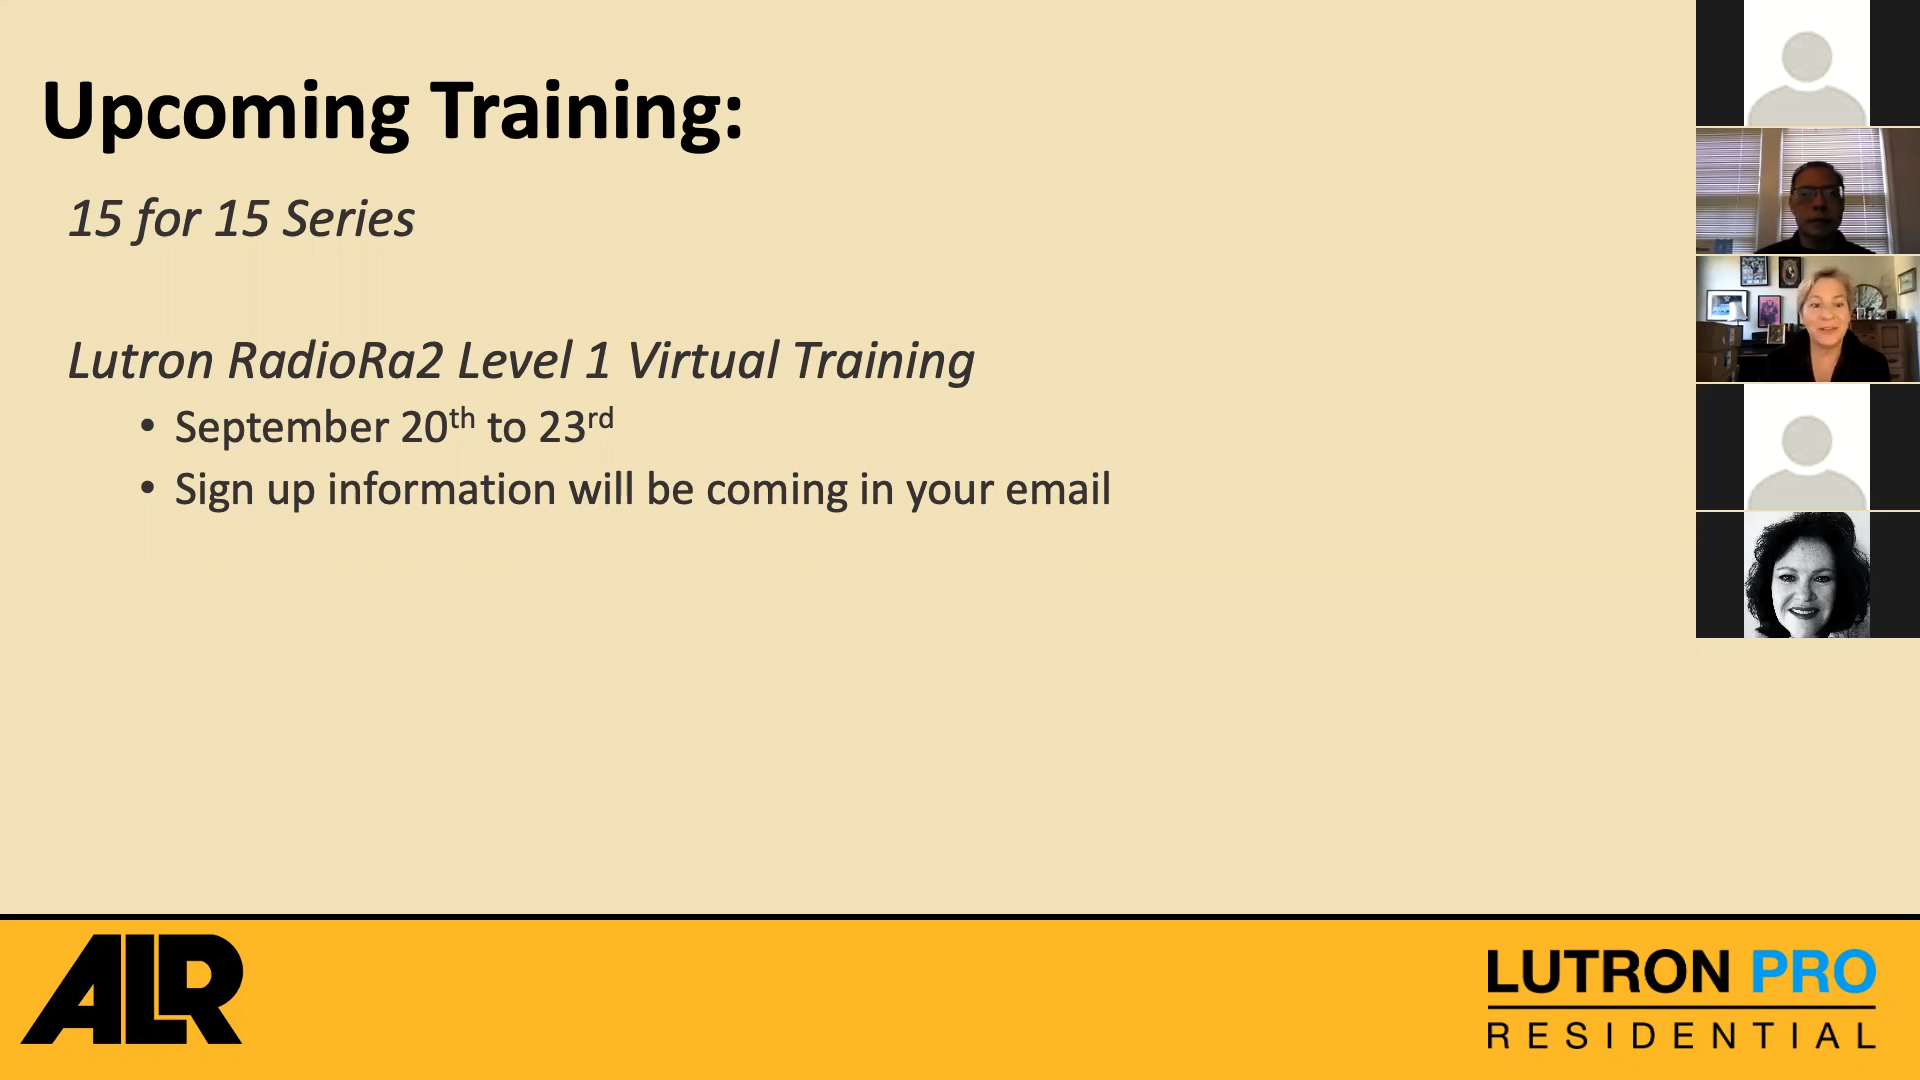 Upcoming Training:
15 for 15 Series
Lutron RadioRa2 Level 1 Virtual Training
• September 20th to 23rd
• Sign up information will be coming in your email
ALR
LUTRON PRO
RESIDENTIAL